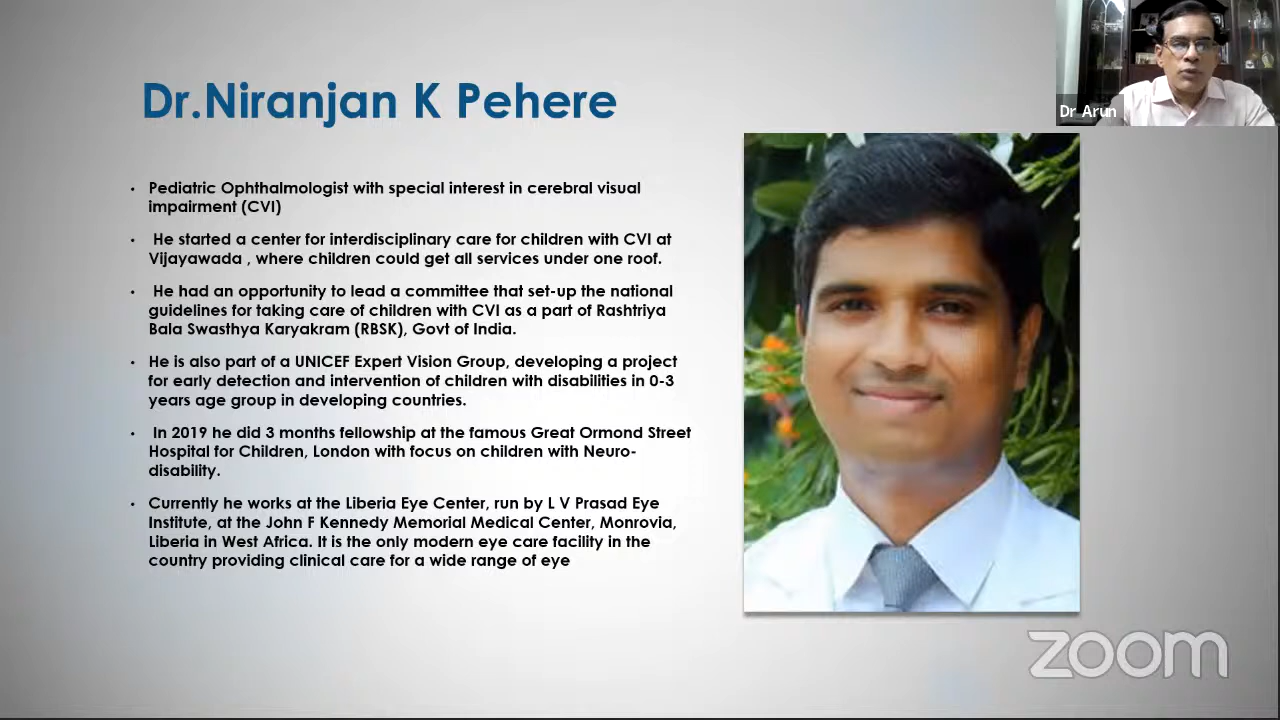 Dr.Niranjan K Pehere
Dr Arun
• Pediatric Ophthalmologist with special interest in cerebral visual
impairment (CVI)
• He started a center for interdisciplinary care for children with CVI at
Vijayawada , where children could get all services under one roof.
• He had an opportunity to lead a committee that set-up the national
guidelines for taking care of children with CVI as a part of Rashtriya
Bala Swasthya Karyakram (RBSK), Govt of India.
• He is also part of a UNICEF Expert Vision Group, developing a project
for early detection and intervention of children with disabilities in 0-3
years age group in developing countries.
• In 2019 he did 3 months fellowship at the famous Great Ormond Street
Hospital for Children, London with focus on children with Neuro-
disability.
• Currently he works at the Liberia Eye Center, run by L V Prasad Eye
Institute, at the John F Kennedy Memorial Medical Center, Monrovia,
Liberia in West Africa. It is the only modern eye care facility in the
country providing clinical care for a wide range of eye
zoom